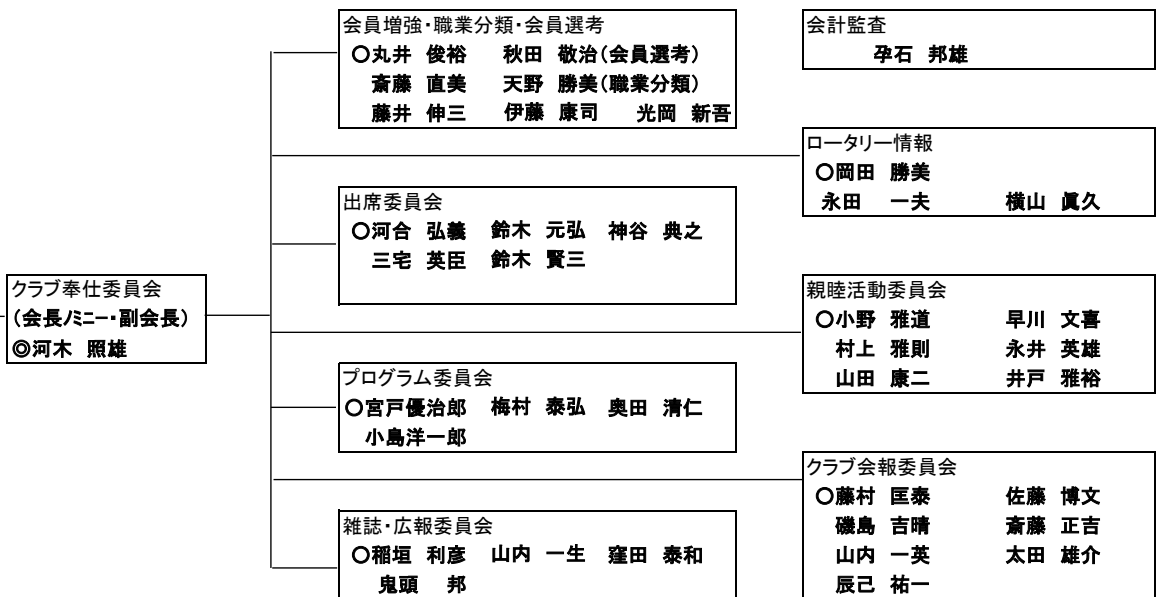 クラブ奉仕委員会
(会長ノミニー・副会長)
◎河木 照雄
会員増強・職業分類・会員選考
○丸井 俊裕 秋田 敬治(会員選考)
斎藤 直美 天野 勝美(職業分類)
藤井 伸三 伊藤 康司 光岡 新吾
出席委員会
○河合 弘義 鈴木 元弘 神谷 典之
三宅 英臣 鈴木 賢三
プログラム委員会
○宮戸優治郎 梅村 泰弘 奥田 清仁
小島洋一郎
雑誌・広報委員会
○稲垣 利彦 山内 一生 窪田 泰和
鬼頭 邦
会計監査
孕石 邦雄
ロータリー情報
○岡田 勝美
永田 一夫 横山 眞久
親睦活動委員会
○小野 雅道 早川 文喜
村上 雅則 永井 英雄
山田 康二 井戸 雅裕
クラブ会報委員会
○藤村 匡泰 佐藤 博文
磯島 吉晴 斎藤 正吉
山内 一英 太田 雄介
辰己 祐一